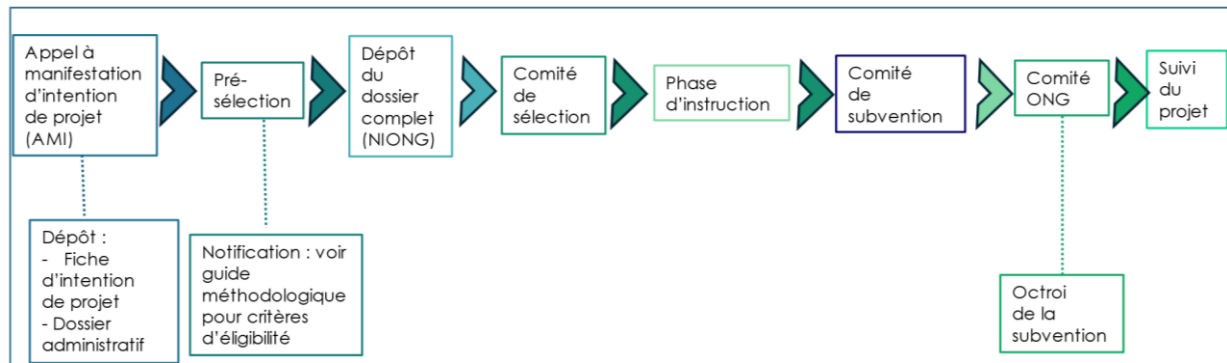 Appel à
manifestation
d'intention
de projet
(AMI)
Pré-
sélection
Dépôt
du
dossier
complet
(NIONG)
Comité
de
sélection
Phase
d'instruction
Comité
de
subvention
Comité
ONG
Suivi
du
projet
Dépôt :
- Fiche
d'intention
de projet
- Dossier
administratif
Notification : voir
guide
méthodologique
pour critères
d'éligibilité
Octroi
de la
subvention